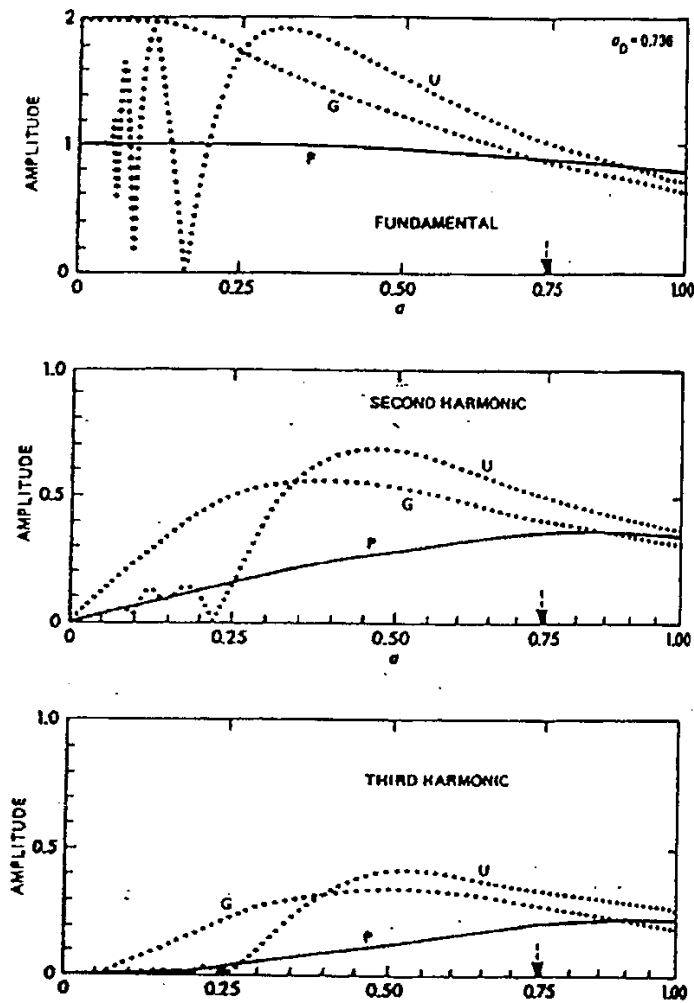 2
σ_D = 0.736
U
G
AMPLITUDE
1
P
FUNDAMENTAL
0
0 0.25 0.50 0.75 1.00
σ
1.0
SECOND HARMONIC
U
AMPLITUDE
0.5
G
P
0
0 0.25 0.50 0.75 1.00
σ
1.0
THIRD HARMONIC
AMPLITUDE
0.5
U
G
P
0
0 0.25 0.50 0.75 1.00